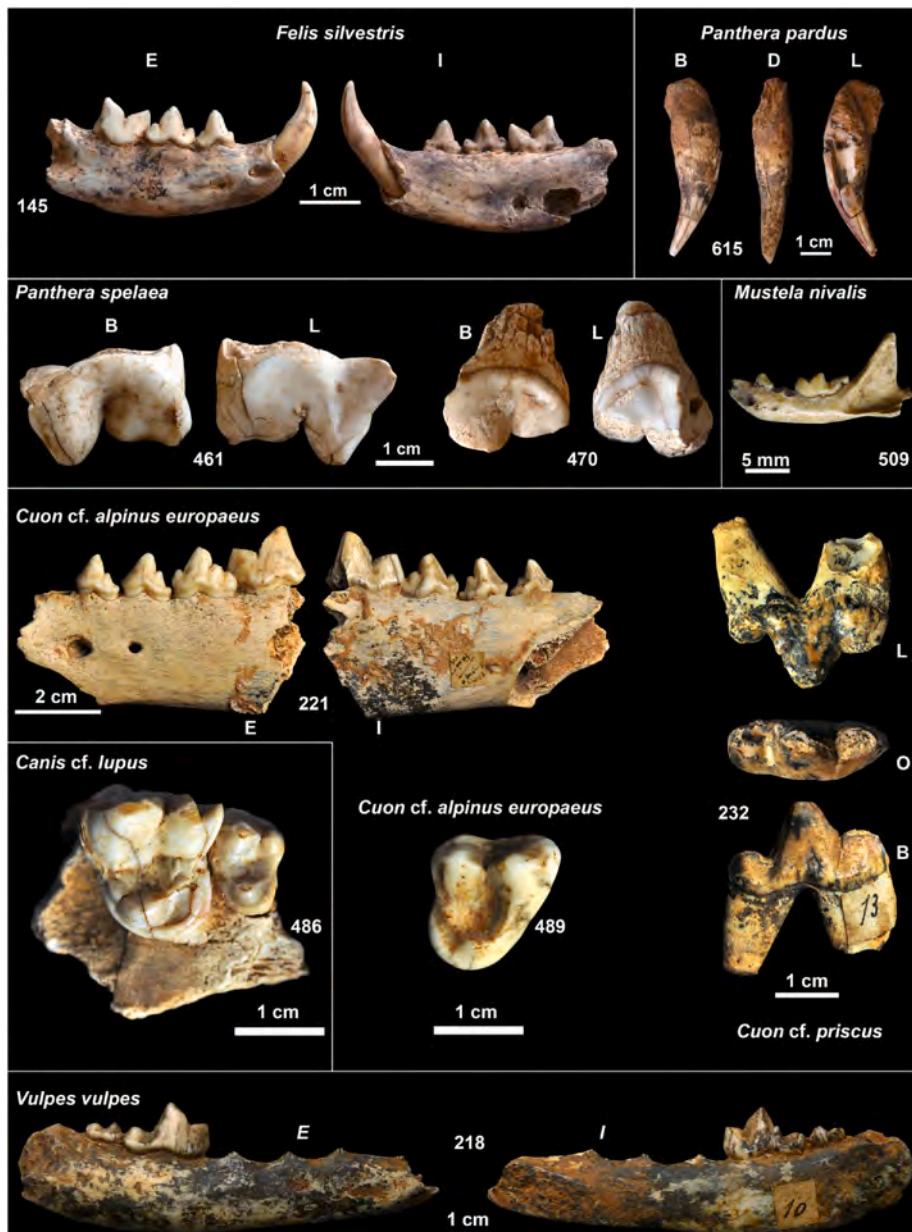 Felis silvestris
E
I
145
1 cm
Panthera pardus
B
D
L
615
1 cm
Panthera spelaea
B
L
461
1 cm
B
L
470
Mustela nivalis
5 mm
509
Cuon cf. alpinus europaeus
2 cm
221
E
I
L
O
232
B
13
1 cm
Cuon cf. priscus
Canis cf. lupus
486
1 cm
Cuon cf. alpinus europaeus
489
1 cm
Vulpes vulpes
E
218
I
1 cm
10